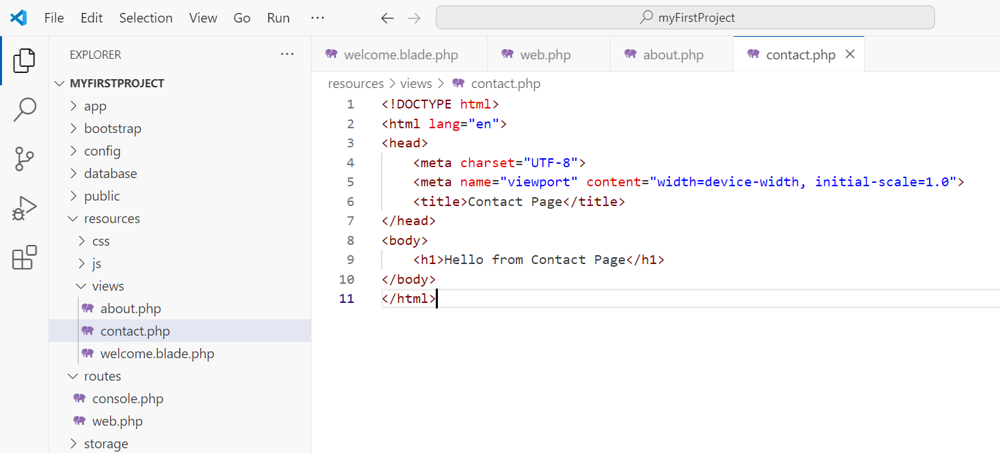 File Edit Selection View Go Run ··· myFirstProject
EXPLORER ···
MYFIRSTPROJECT
app
bootstrap
config
database
public
resources
css
js
views
about.php
contact.php
welcome.blade.php
routes
console.php
web.php
storage
welcome.blade.php web.php about.php contact.php
resources > views > contact.php
1 <!DOCTYPE html>
2 <html lang="en">
3 <head>
4     <meta charset="UTF-8">
5     <meta name="viewport" content="width=device-width, initial-scale=1.0">
6     <title>Contact Page</title>
7 </head>
8 <body>
9     <h1>Hello from Contact Page</h1>
10 </body>
11 </html>